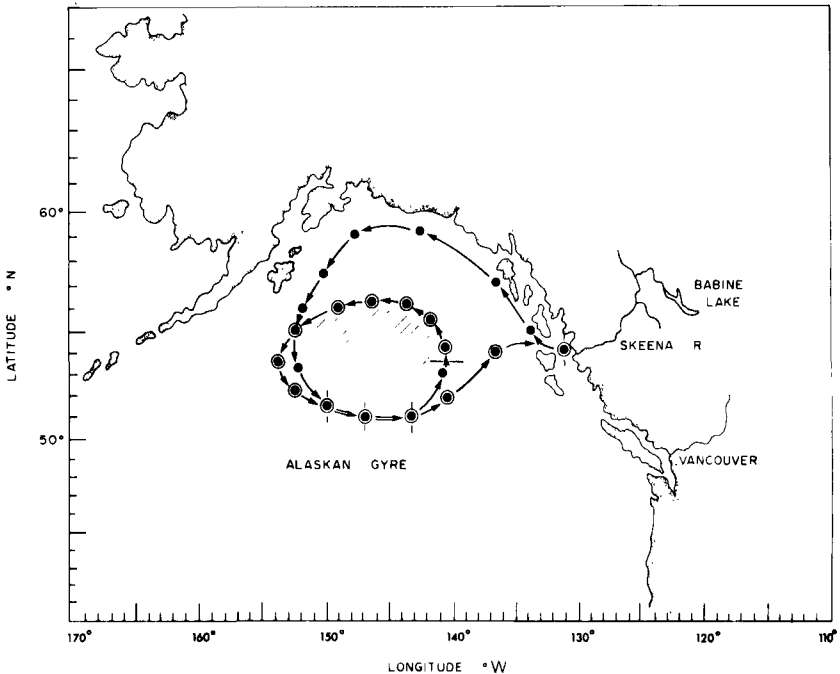 60°
BABINE
LAKE
SKEENA R
LATITUDE °N
50°
ALASKAN GYRE
VANCOUVER
170° 160° 150° 140° 130° 120° 110°
LONGITUDE °W